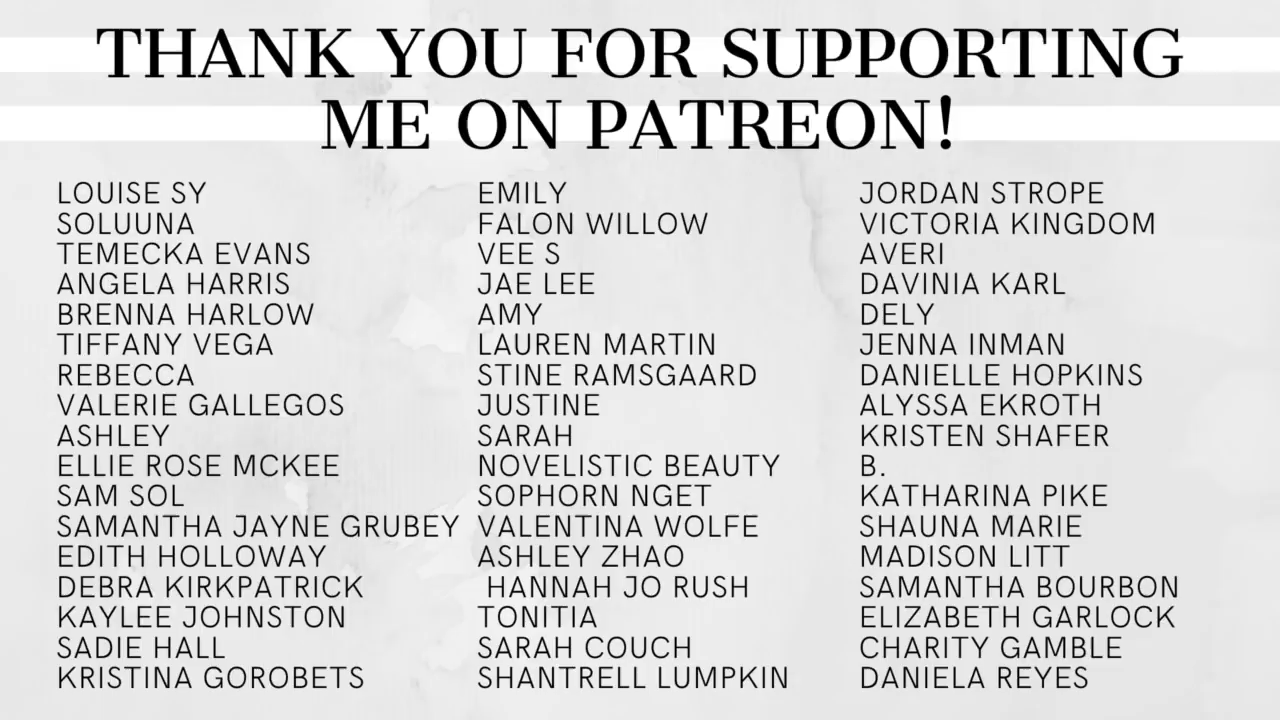 THANK YOU FOR SUPPORTING
ME ON PATREON!
LOUISE SY
SOLUUNA
TEMECKA EVANS
ANGELA HARRIS
BRENNA HARLOW
TIFFANY VEGA
REBECCA
VALERIE GALLEGOS
ASHLEY
ELLIE ROSE MCKEE
SAM SOL
SAMANTHA JAYNE GRUBEY
EDITH HOLLOWAY
DEBRA KIRKPATRICK
KAYLEE JOHNSTON
SADIE HALL
KRISTINA GOROBETS
EMILY
FALON WILLOW
VEE S
JAE LEE
AMY
LAUREN MARTIN
STINE RAMSGAARD
JUSTINE
SARAH
NOVELISTIC BEAUTY
SOPHORN NGET
VALENTINA WOLFE
ASHLEY ZHAO
HANNAH JO RUSH
TONITIA
SARAH COUCH
SHANTRELL LUMPKIN
JORDAN STROPE
VICTORIA KINGDOM
AVERI
DAVINIA KARL
DELY
JENNA INMAN
DANIELLE HOPKINS
ALYSSA EKROTH
KRISTEN SHAFER
B.
KATHARINA PIKE
SHAUNA MARIE
MADISON LITT
SAMANTHA BOURBON
ELIZABETH GARLOCK
CHARITY GAMBLE
DANIELA REYES